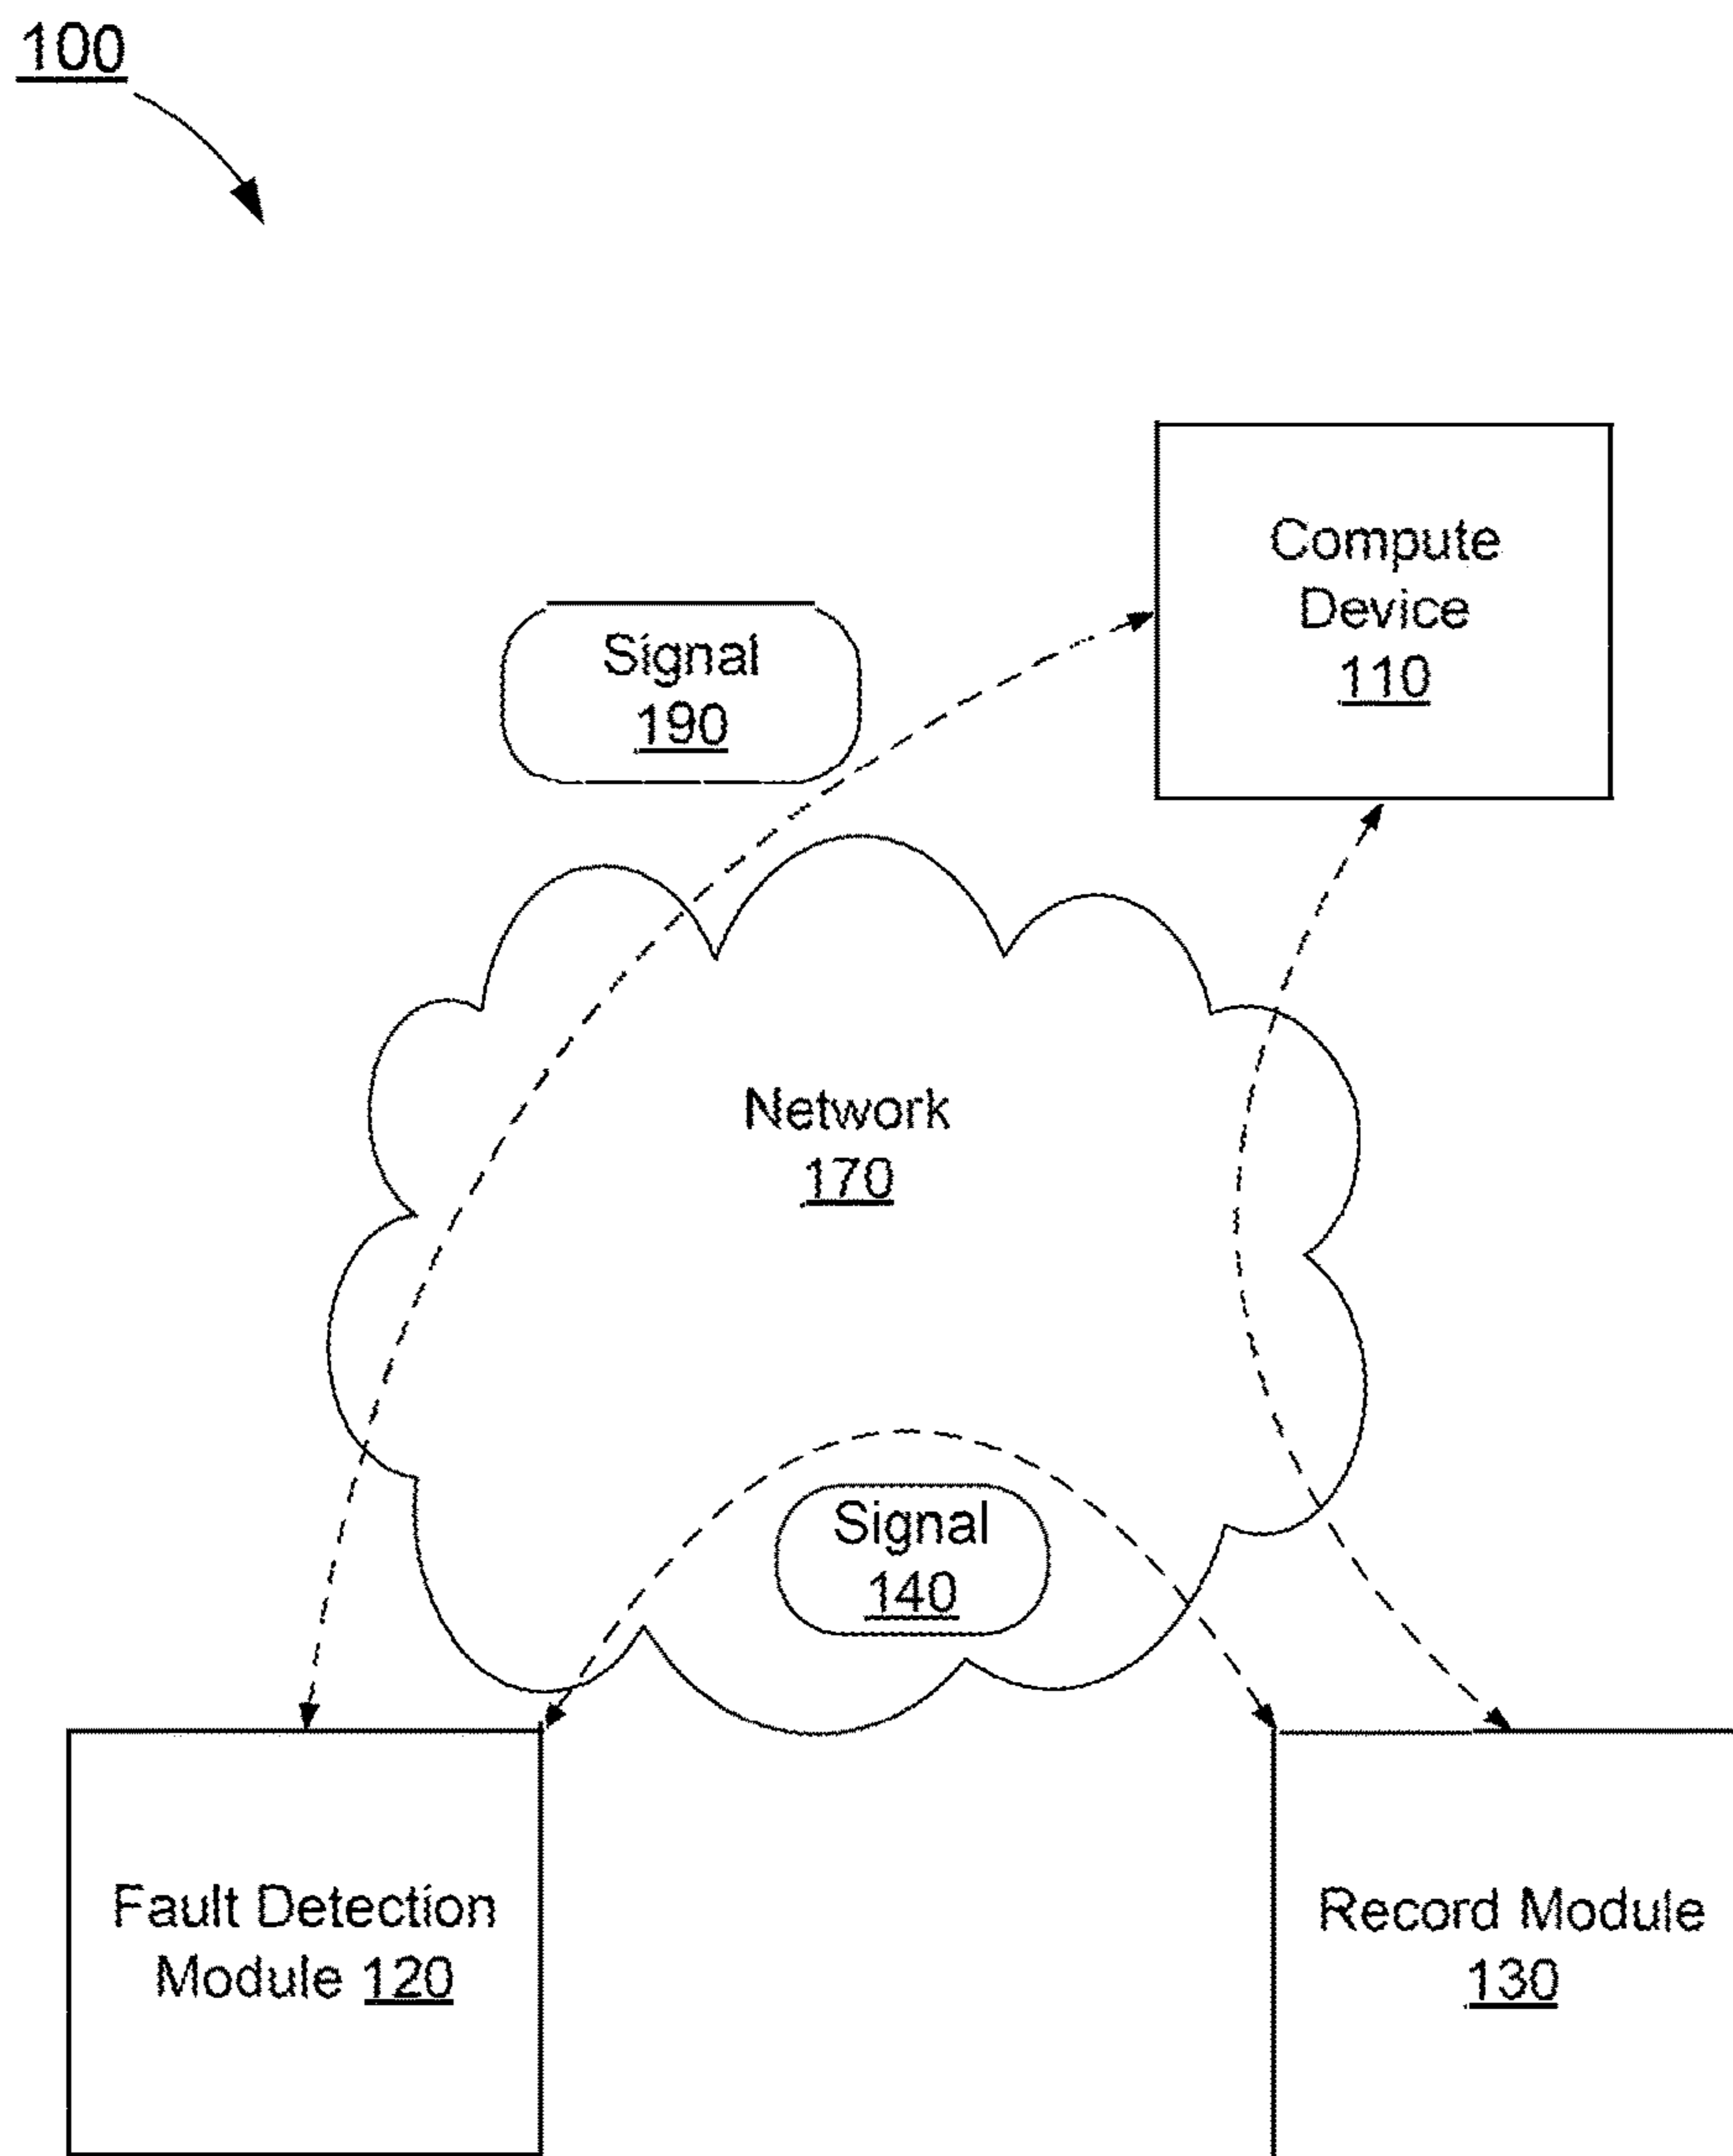 100
Compute
Device
110
Signal
190
Network
170
Signal
140
Fault Detection
Module 120
Record Module
130